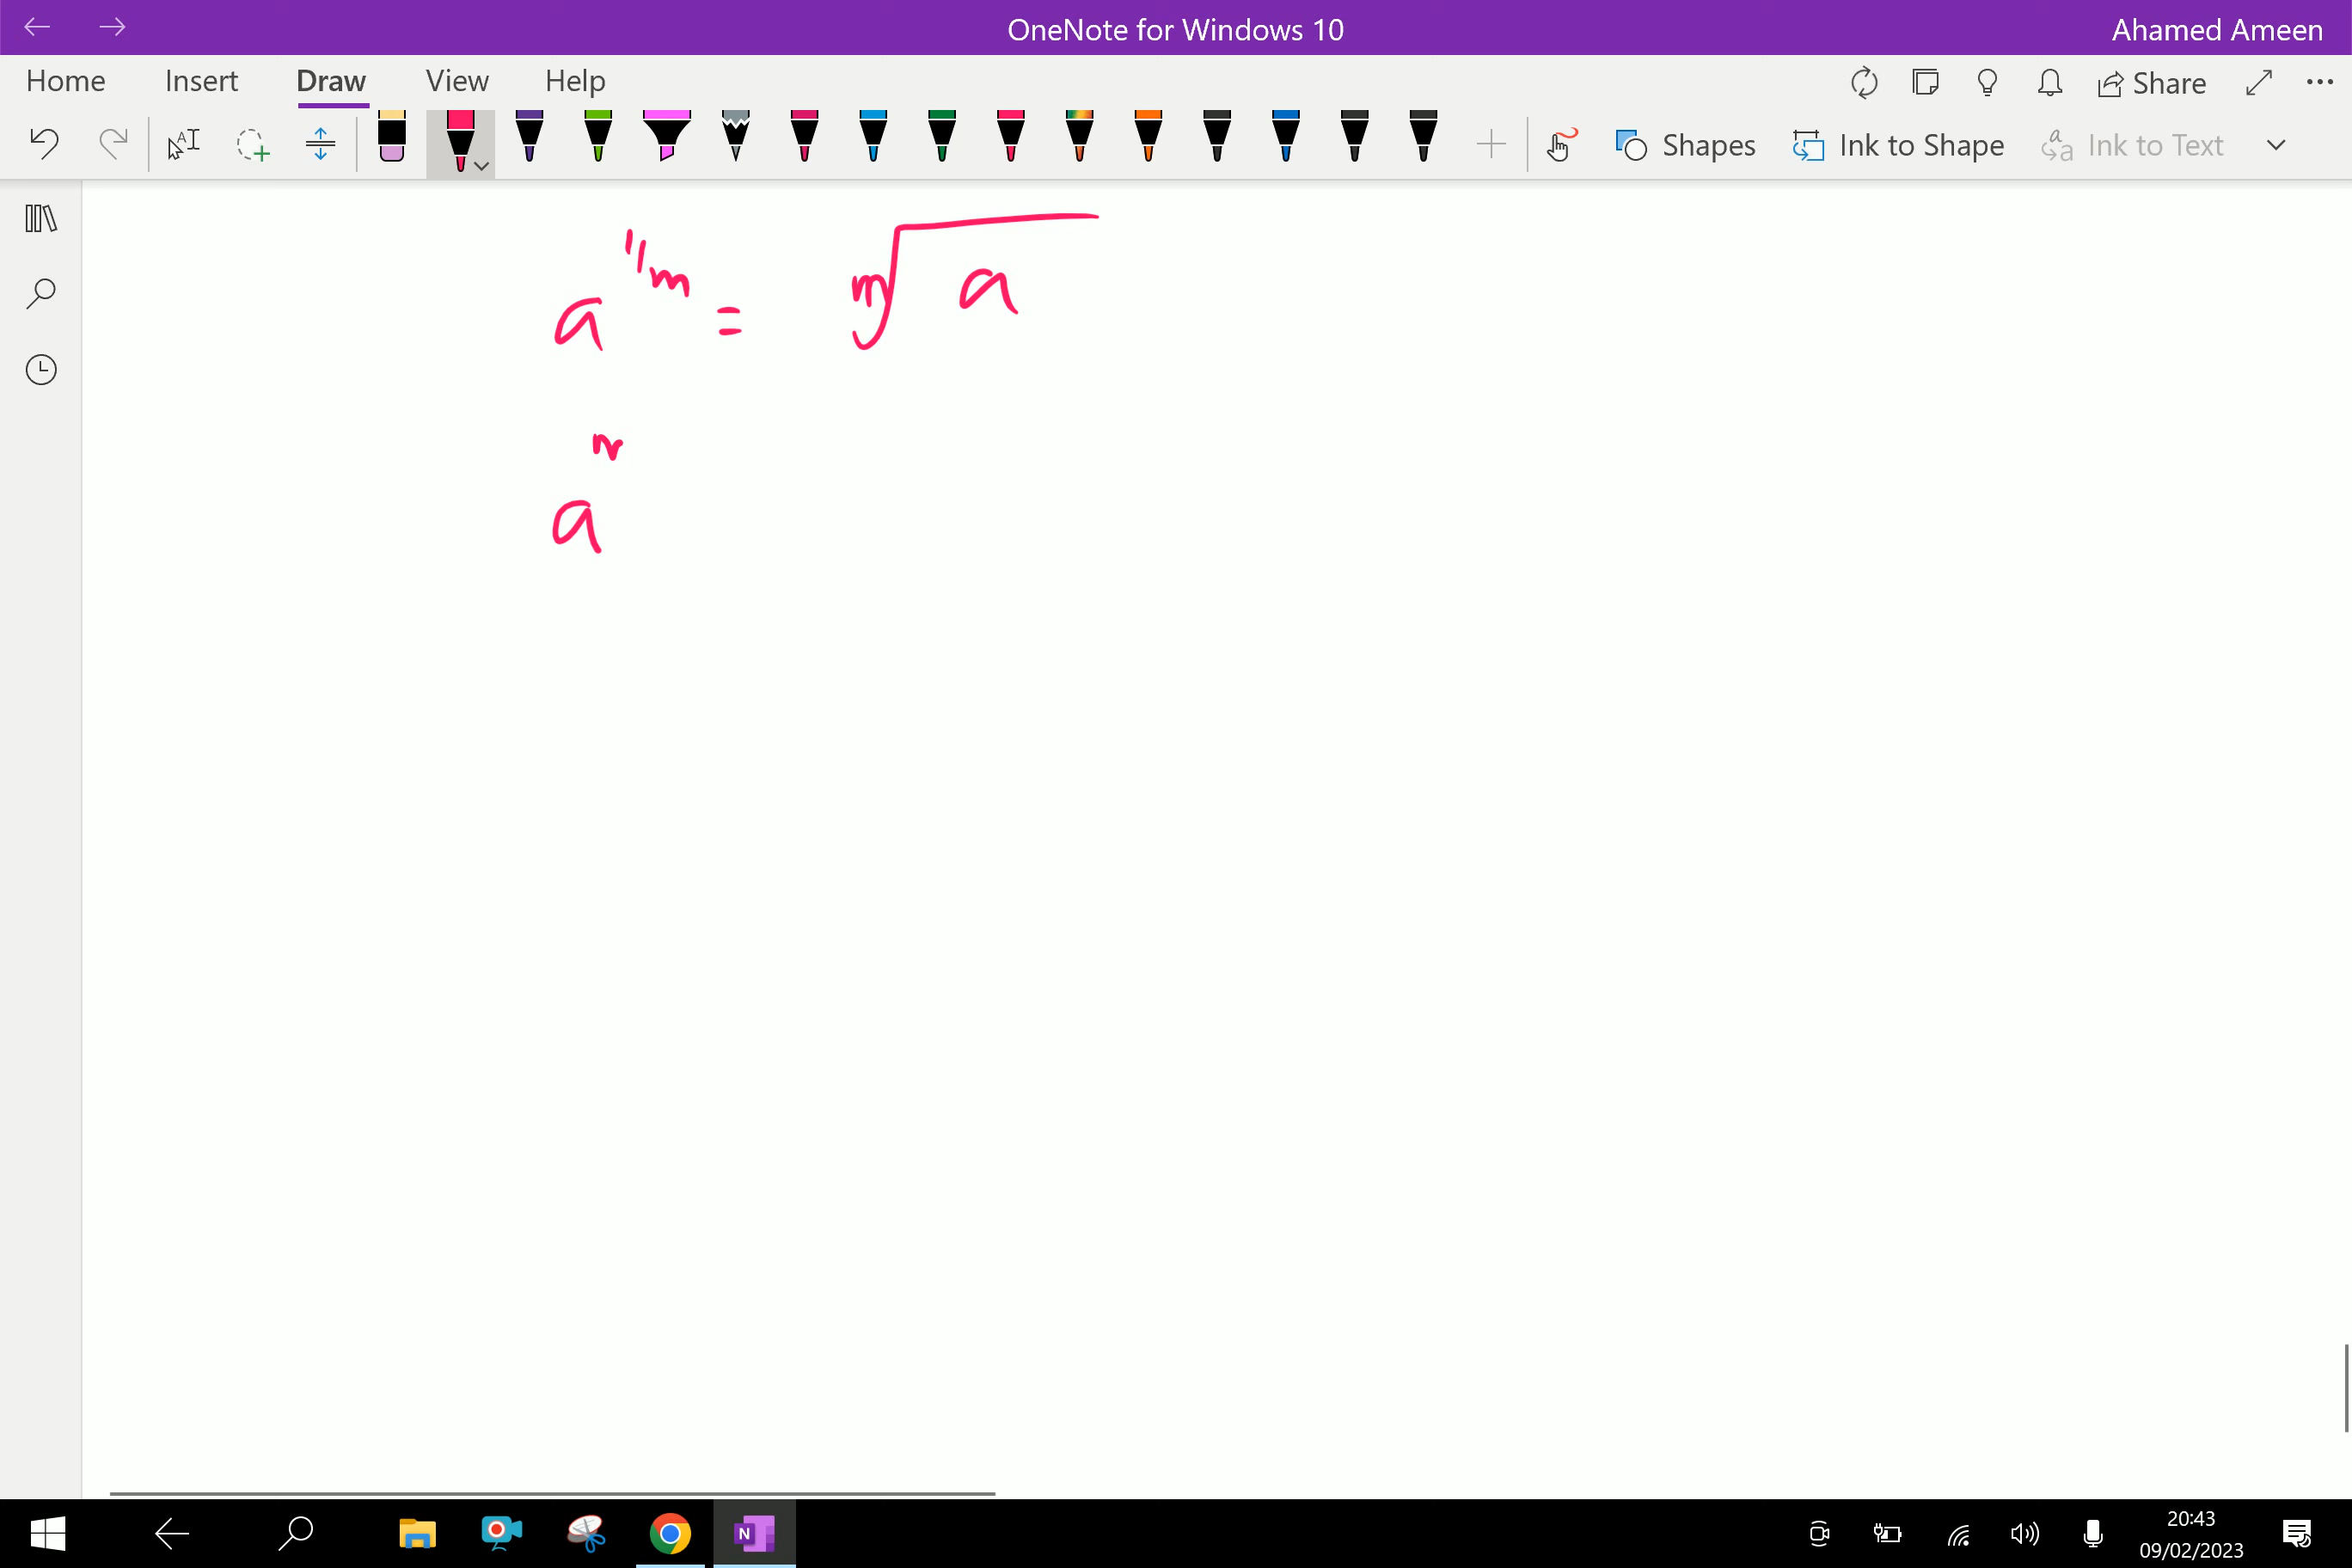 OneNote for Windows 10 Ahamed Ameen
Home Insert Draw View Help Share
Shapes Ink to Shape Ink to Text
a^{1/m} = \sqrt[m]{a}
a
20:43
09/02/2023